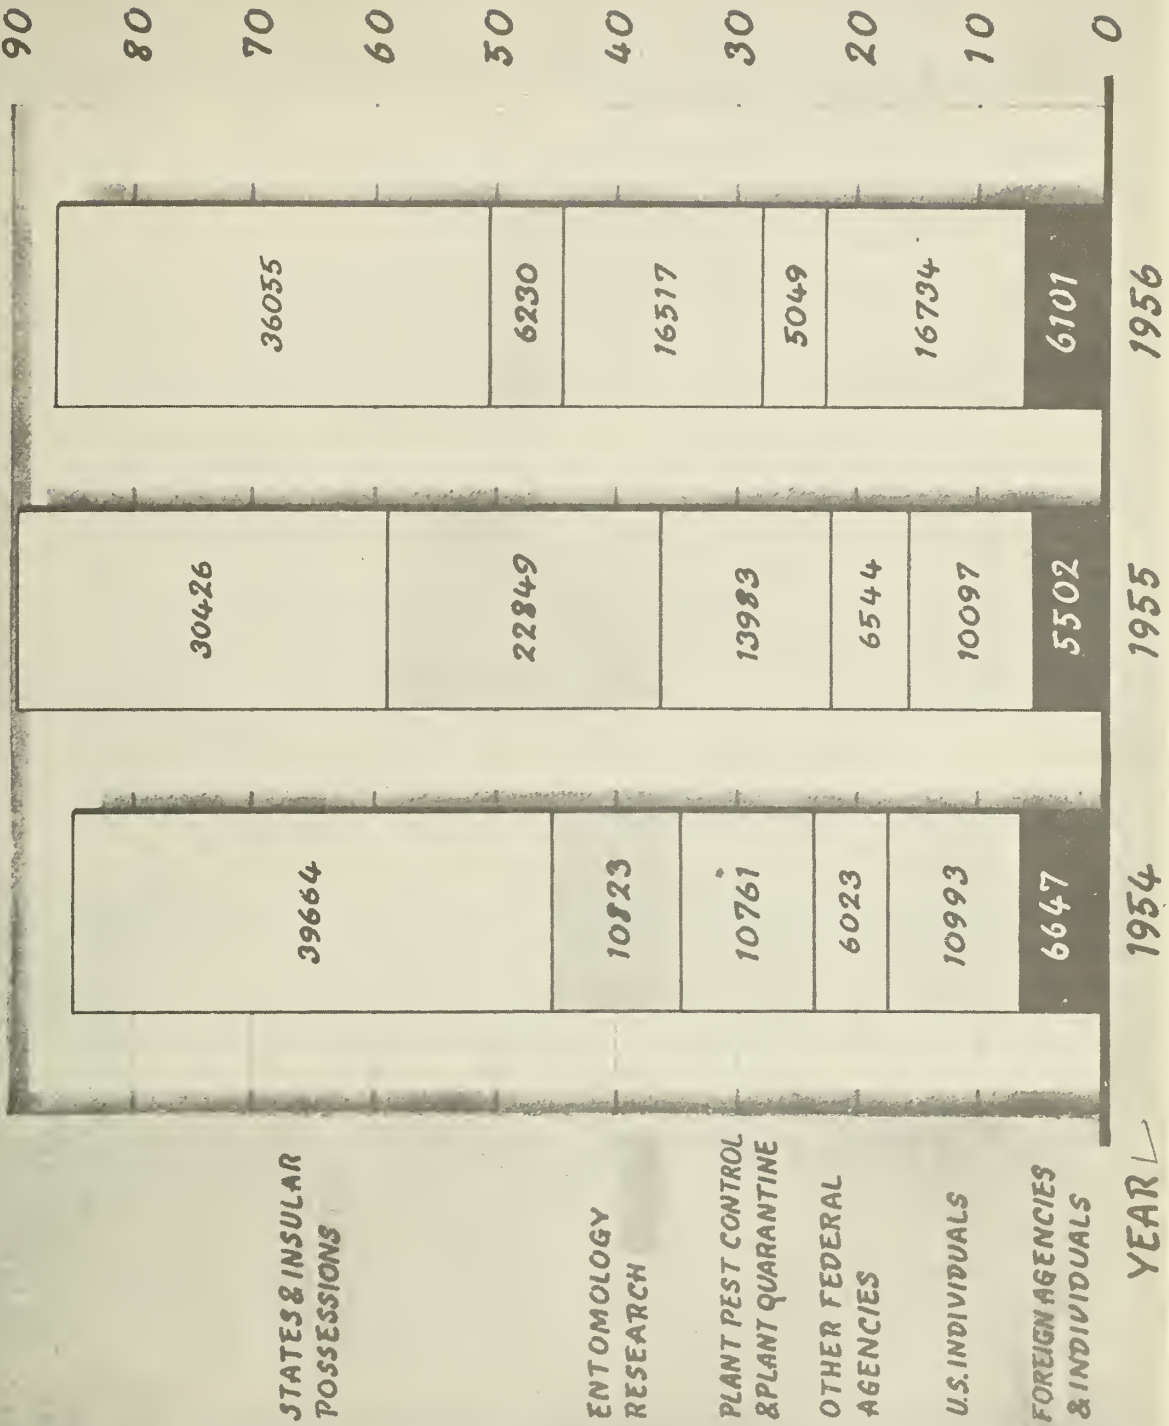 90
80
70
60
50
40
30
20
10
0
STATES & INSULAR
POSSESSIONS
39664
30426
36055
ENTOMOLOGY
RESEARCH
10823
22849
6230
PLANT PEST CONTROL
& PLANT QUARANTINE
10761
13983
16517
OTHER FEDERAL
AGENCIES
6023
6544
5049
U.S. INDIVIDUALS
10993
10097
16734
FOREIGN AGENCIES
& INDIVIDUALS
6647
5502
6101
YEAR
1954
1955
1956